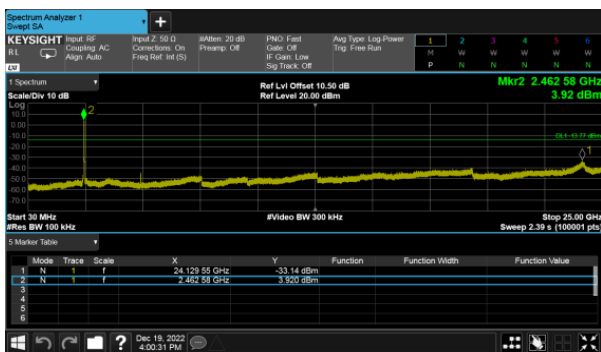 Spectrum Analyzer 1
Swept SA
+
KEYSIGHT Input: RF Input Z: 50 Ω #Atten: 20 dB PNO: Fast Avg Type: Log-Power 1 2 3 4 5 6
RL Coupling: AC Corrections: On Preamp: Off Gate: Off Trig: Free Run M W W W W W
Align: Auto Freq Ref: Int (S) IF Gain: Low P N N N N N
LXI Sig Track: Off
1 Spectrum Ref Lvl Offset 10.50 dB Mkr2 2.462 58 GHz
Scale/Div 10 dB Ref Level 20.00 dBm 3.92 dBm
Log
10.0 2
0.00
-10.0 DL1 -13.77 dBm
-20.0 1
-30.0
-40.0
-50.0
-60.0
-70.0
Start 30 MHz #Video BW 300 kHz Stop 25.00 GHz
#Res BW 100 kHz Sweep 2.39 s (100001 pts)
5 Marker Table
Mode Trace Scale X Y Function Function Width Function Value
1 N 1 f 24.129 55 GHz -33.14 dBm
2 N 1 f 2.462 58 GHz 3.920 dBm
3
4
5
6
? Dec 19, 2022
4:00:31 PM